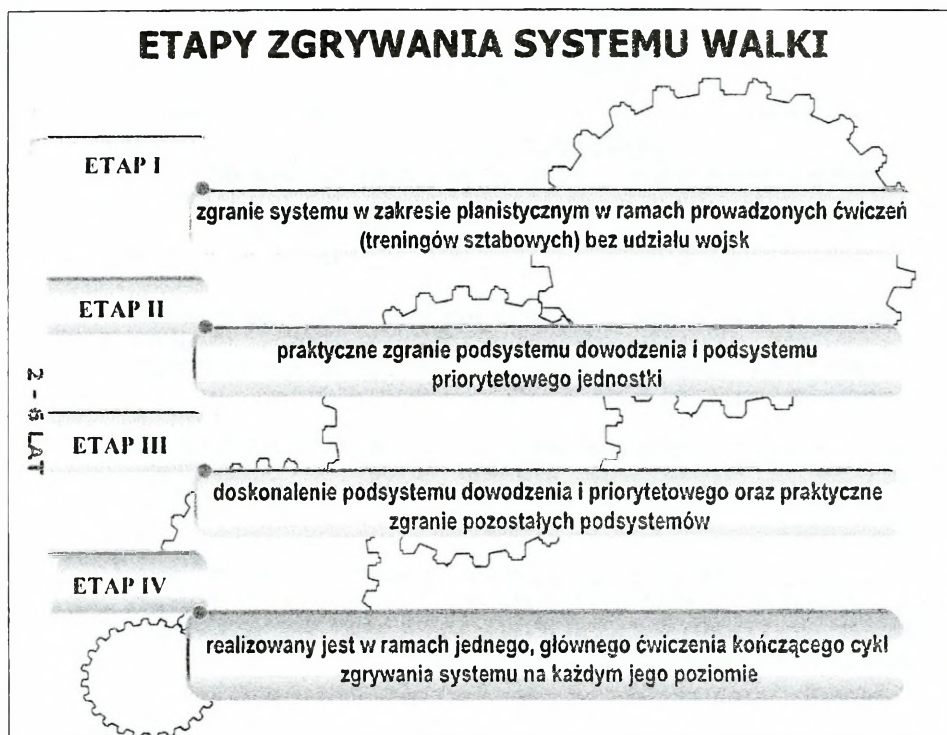 ETAPY ZGRYWANIA SYSTEMU WALKI
ETAP I
zgranie systemu w zakresie planistycznym w ramach prowadzonych ćwiczeń
(treningów sztabowych) bez udziału wojsk
ETAP II
praktyczne zgranie podsystemu dowodzenia i podsystemu
priorytetowego jednostki
ETAP III
doskonalenie podsystemu dowodzenia i priorytetowego oraz praktyczne
zgranie pozostałych podsystemów
ETAP IV
realizowany jest w ramach jednego, głównego ćwiczenia kończącego cykl
zgrywania systemu na każdym jego poziomie
LAT